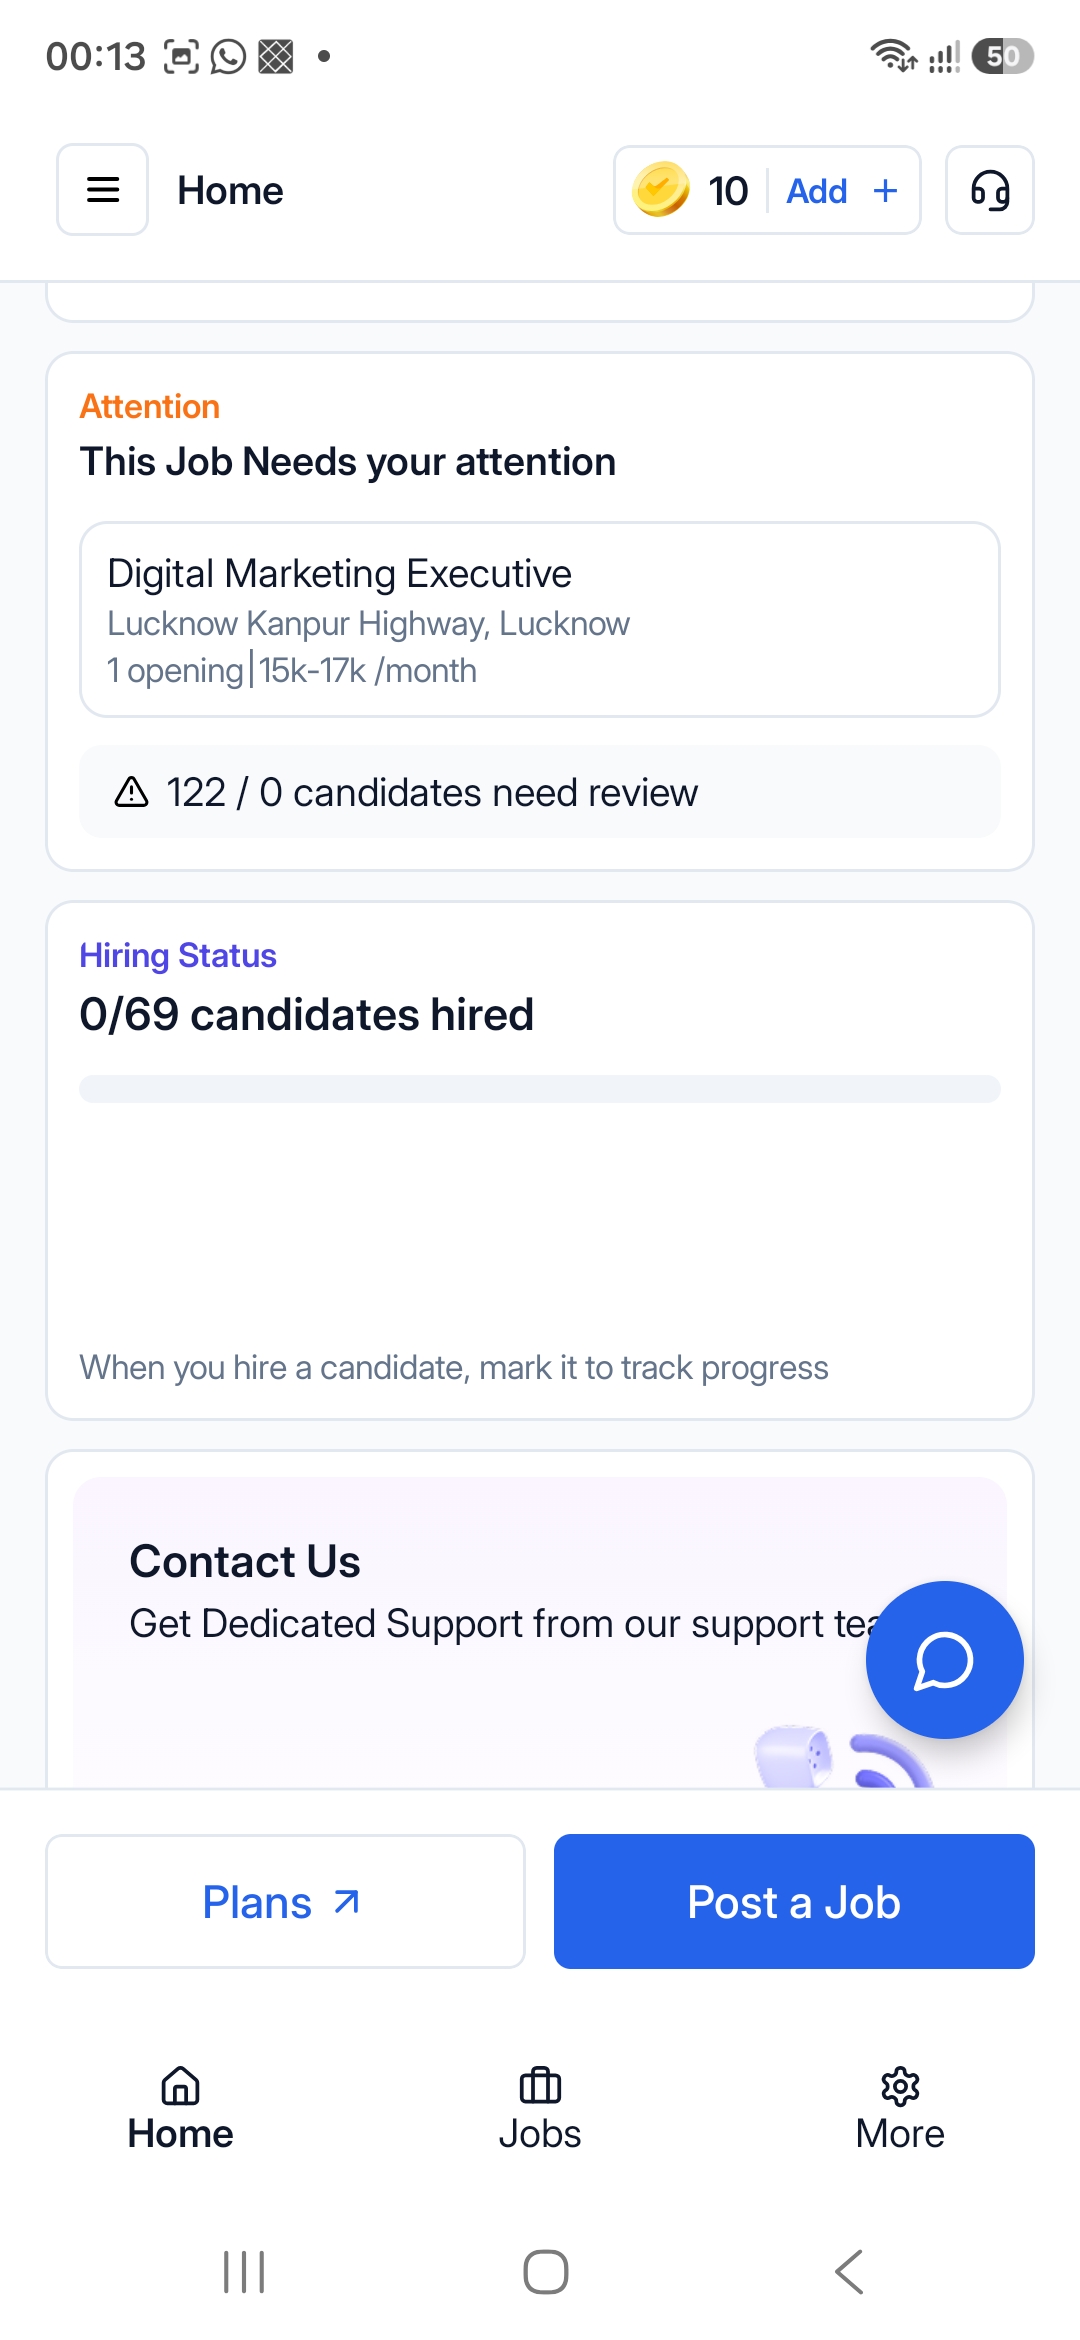 00:13
50
Home
10
Add +
Attention
This Job Needs your attention
Digital Marketing Executive
Lucknow Kanpur Highway, Lucknow
1 opening|15k-17k /month
122 / 0 candidates need review
Hiring Status
0/69 candidates hired
When you hire a candidate, mark it to track progress
Contact Us
Get Dedicated Support from our support
Plans
Post a Job
Home
Jobs
More